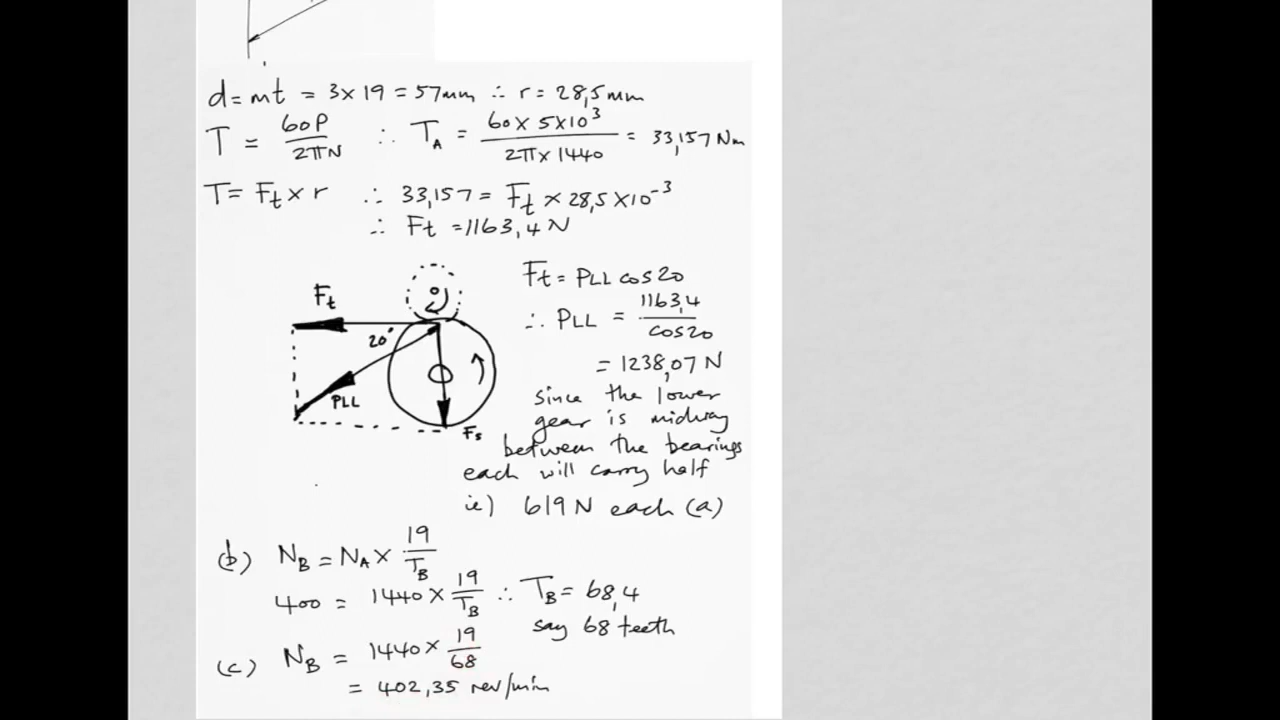 d = mt = 3 × 19 = 57mm ∴ r = 28,5 mm
T = 60P / 2πN ∴ T_A = 60 × 5×10³ / 2π × 1440 = 33,157 Nm
T = Ft × r ∴ 33,157 = Ft × 28,5 × 10⁻³
∴ Ft = 1163,4 N
Ft
20°
PLL
Fs
Ft = PLL cos 20
∴ PLL = 1163,4 / cos 20
= 1238,07 N
since the lower
gear is midway
between the bearings
each will carry half
ie) 619 N each (a)
(b) N_B = N_A × 19 / T_B
400 = 1440 × 19 / T_B ∴ T_B = 68,4
say 68 teeth
(c) N_B = 1440 × 19 / 68
= 402,35 rev/min